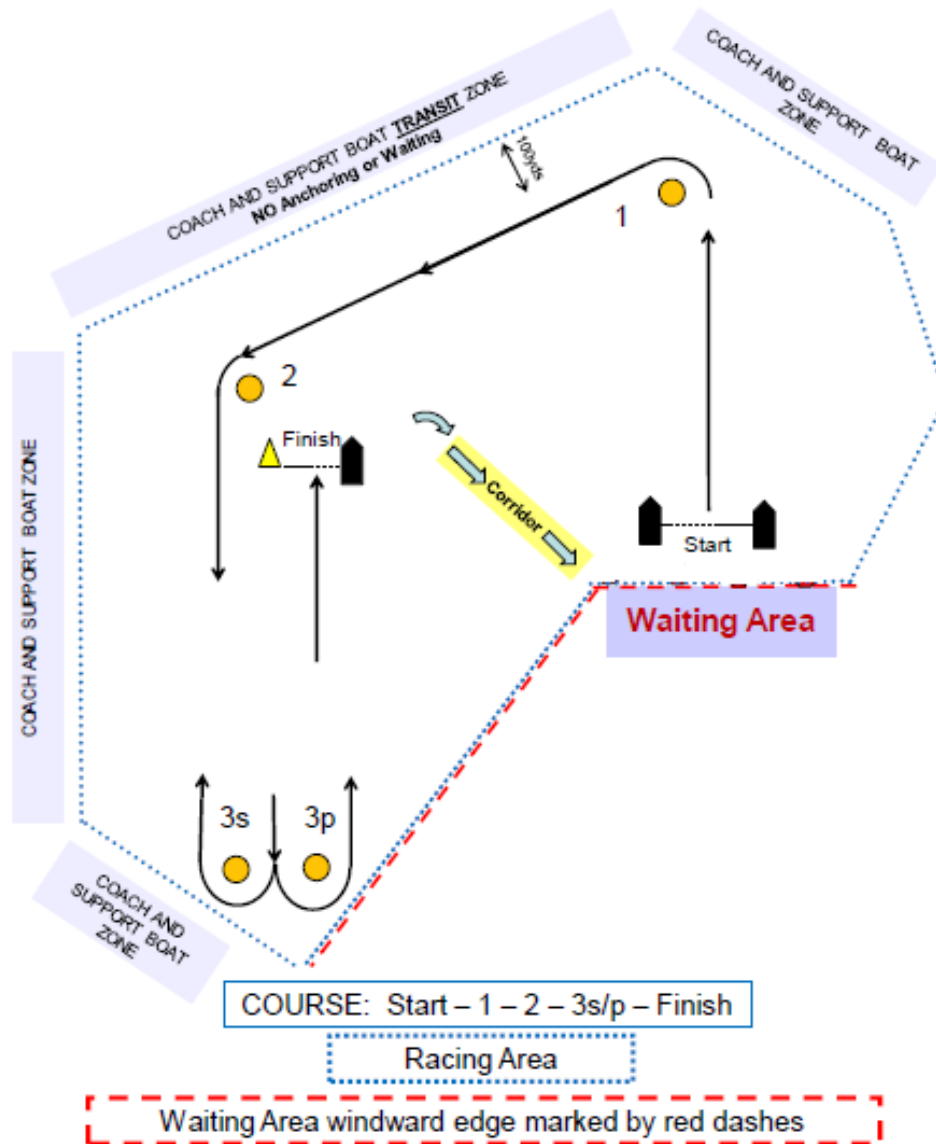 COACH AND SUPPORT BOAT
ZONE
COACH AND SUPPORT BOAT TRANSIT ZONE
NO Anchoring or Waiting
100yds
1
2
Finish
Corridor
Start
Waiting Area
COACH AND SUPPORT BOAT ZONE
3s
3p
COACH AND
SUPPORT BOAT
ZONE
COURSE: Start – 1 – 2 – 3s/p – Finish
Racing Area
Waiting Area windward edge marked by red dashes